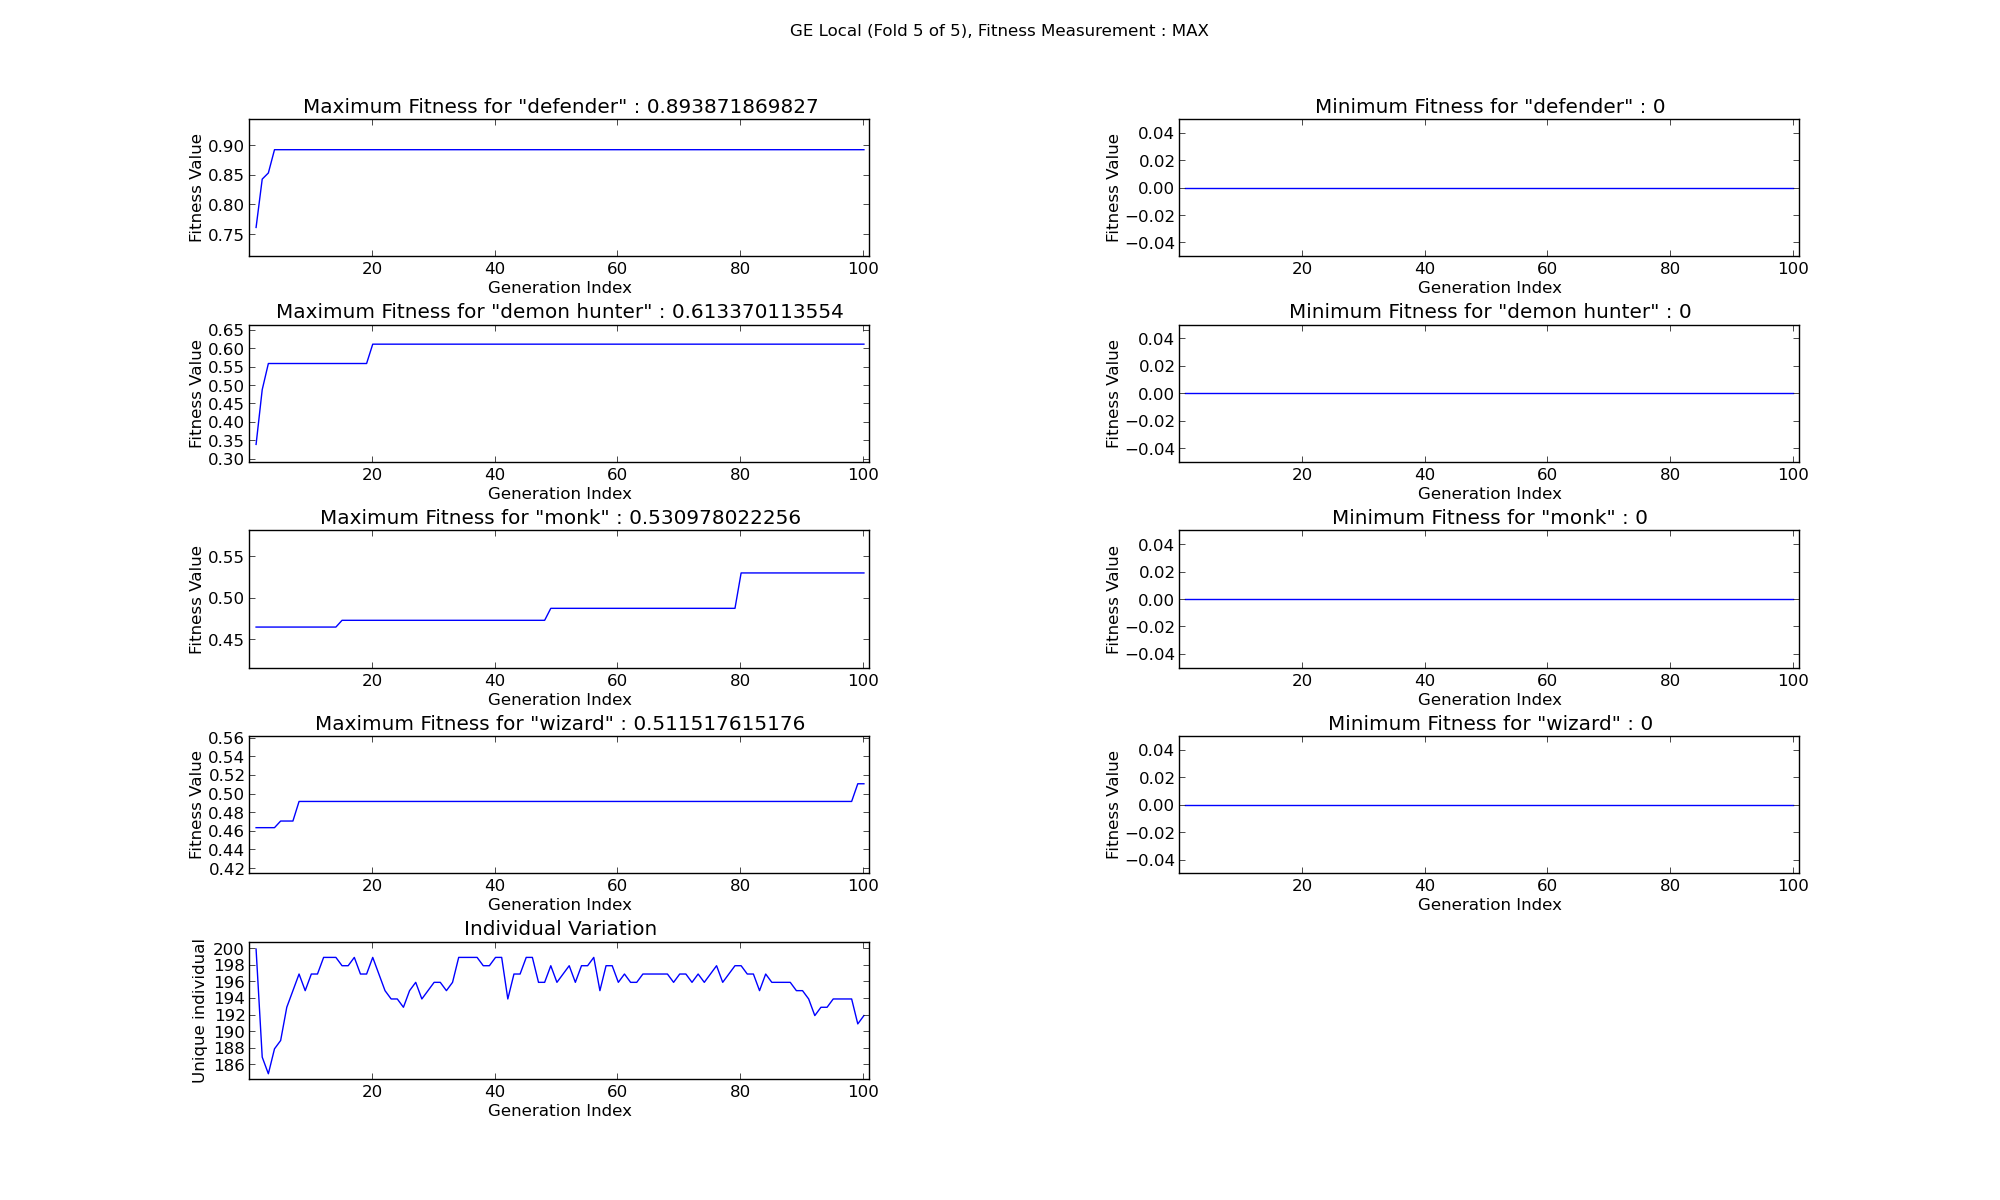 GE Local (Fold 5 of 5), Fitness Measurement : MAX
Maximum Fitness for "defender" : 0.893871869827
Fitness Value
0.90
0.85
0.80
0.75
20 40 60 80 100
Generation Index
Minimum Fitness for "defender" : 0
Fitness Value
0.04
0.02
0.00
−0.02
−0.04
20 40 60 80 100
Generation Index
Maximum Fitness for "demon hunter" : 0.613370113554
Fitness Value
0.65
0.60
0.55
0.50
0.45
0.40
0.35
0.30
20 40 60 80 100
Generation Index
Minimum Fitness for "demon hunter" : 0
Fitness Value
0.04
0.02
0.00
−0.02
−0.04
20 40 60 80 100
Generation Index
Maximum Fitness for "monk" : 0.530978022256
Fitness Value
0.55
0.50
0.45
20 40 60 80 100
Generation Index
Minimum Fitness for "monk" : 0
Fitness Value
0.04
0.02
0.00
−0.02
−0.04
20 40 60 80 100
Generation Index
Maximum Fitness for "wizard" : 0.511517615176
Fitness Value
0.56
0.54
0.52
0.50
0.48
0.46
0.44
0.42
20 40 60 80 100
Generation Index
Minimum Fitness for "wizard" : 0
Fitness Value
0.04
0.02
0.00
−0.02
−0.04
20 40 60 80 100
Generation Index
Individual Variation
Unique individual
200
198
196
194
192
190
188
186
20 40 60 80 100
Generation Index